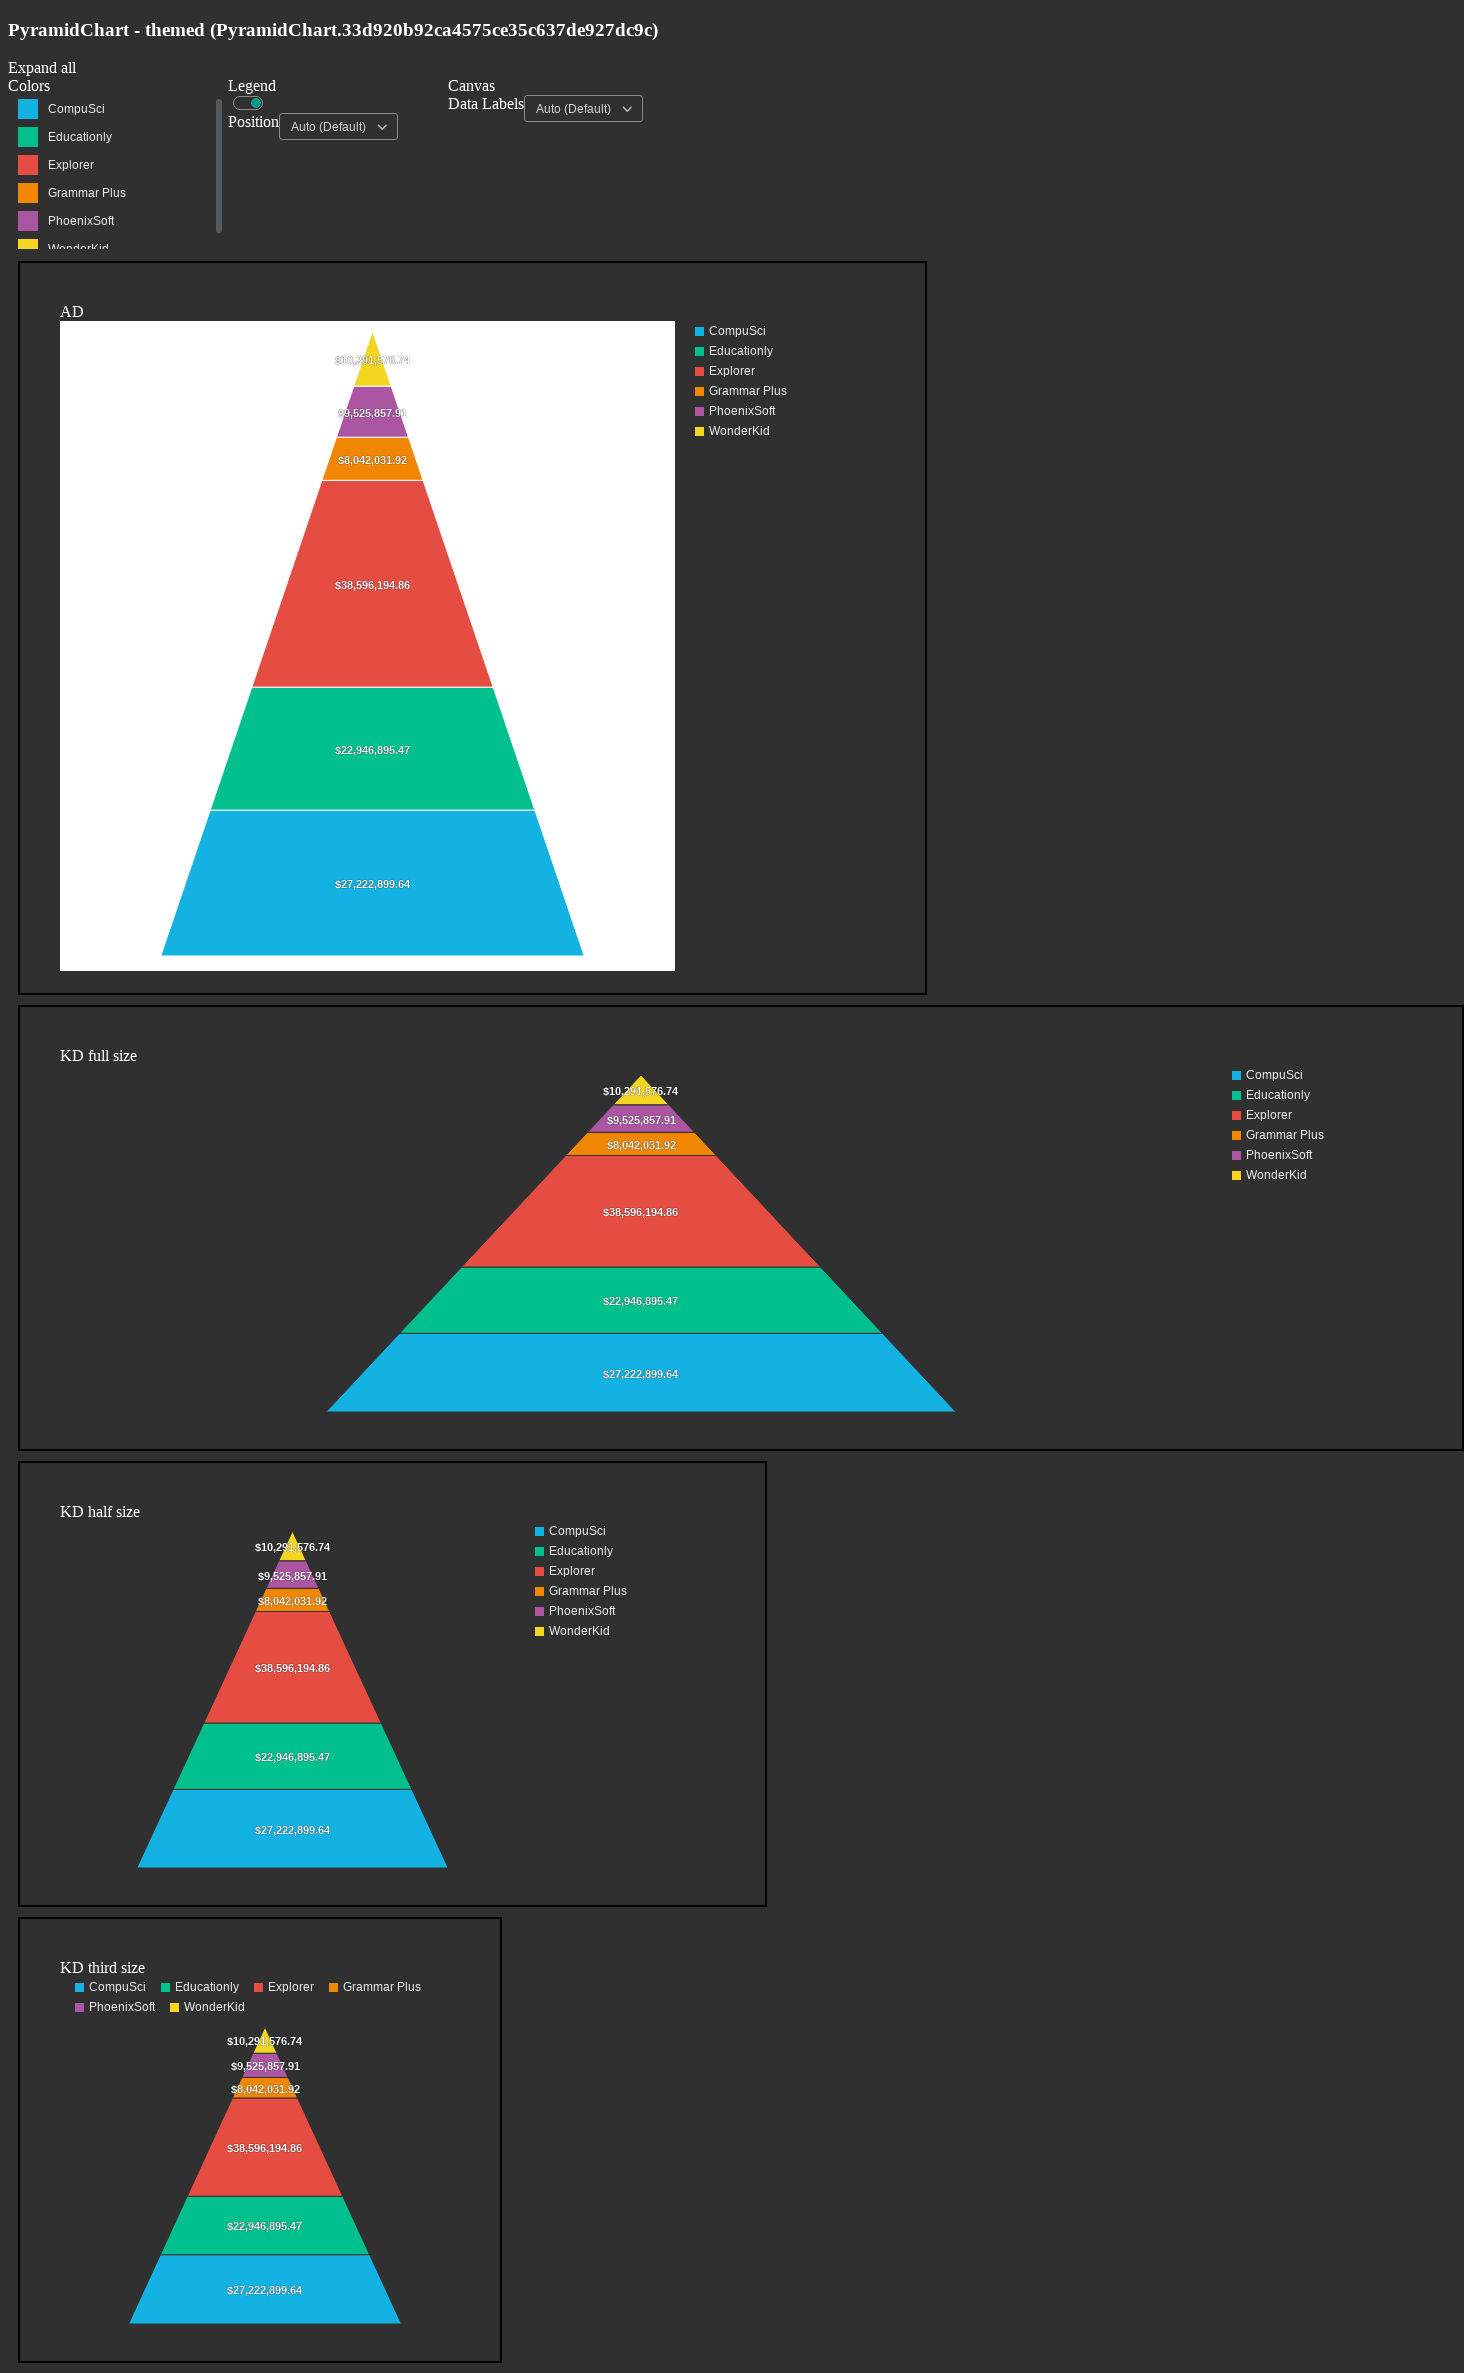 PyramidChart - themed (PyramidChart.33d920b92ca4575ce35c637de927dc9c)
Expand all
Colors
CompuSci
Educationly
Explorer
Grammar Plus
PhoenixSoft
WonderKid
Legend
Position Auto (Default)
Canvas
Data Labels Auto (Default)
AD
$10,291,576.74
$9,525,857.91
$8,042,031.92
$38,596,194.86
$22,946,895.47
$27,222,899.64
CompuSci
Educationly
Explorer
Grammar Plus
PhoenixSoft
WonderKid
KD full size
$10,291,576.74
$9,525,857.91
$8,042,031.92
$38,596,194.86
$22,946,895.47
$27,222,899.64
CompuSci
Educationly
Explorer
Grammar Plus
PhoenixSoft
WonderKid
KD half size
$10,291,576.74
$9,525,857.91
$8,042,031.92
$38,596,194.86
$22,946,895.47
$27,222,899.64
CompuSci
Educationly
Explorer
Grammar Plus
PhoenixSoft
WonderKid
KD third size
CompuSci Educationly Explorer Grammar Plus
PhoenixSoft WonderKid
$10,291,576.74
$9,525,857.91
$8,042,031.92
$38,596,194.86
$22,946,895.47
$27,222,899.64